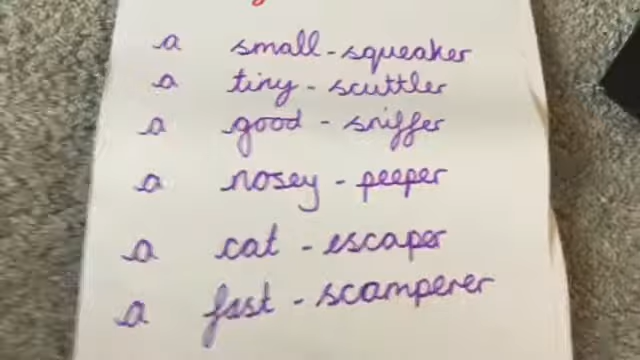 a small-squeaker
a tiny-scuttler
a good-sniffer
a nosey-peeper
a cat-escaper
a fast-scamperer